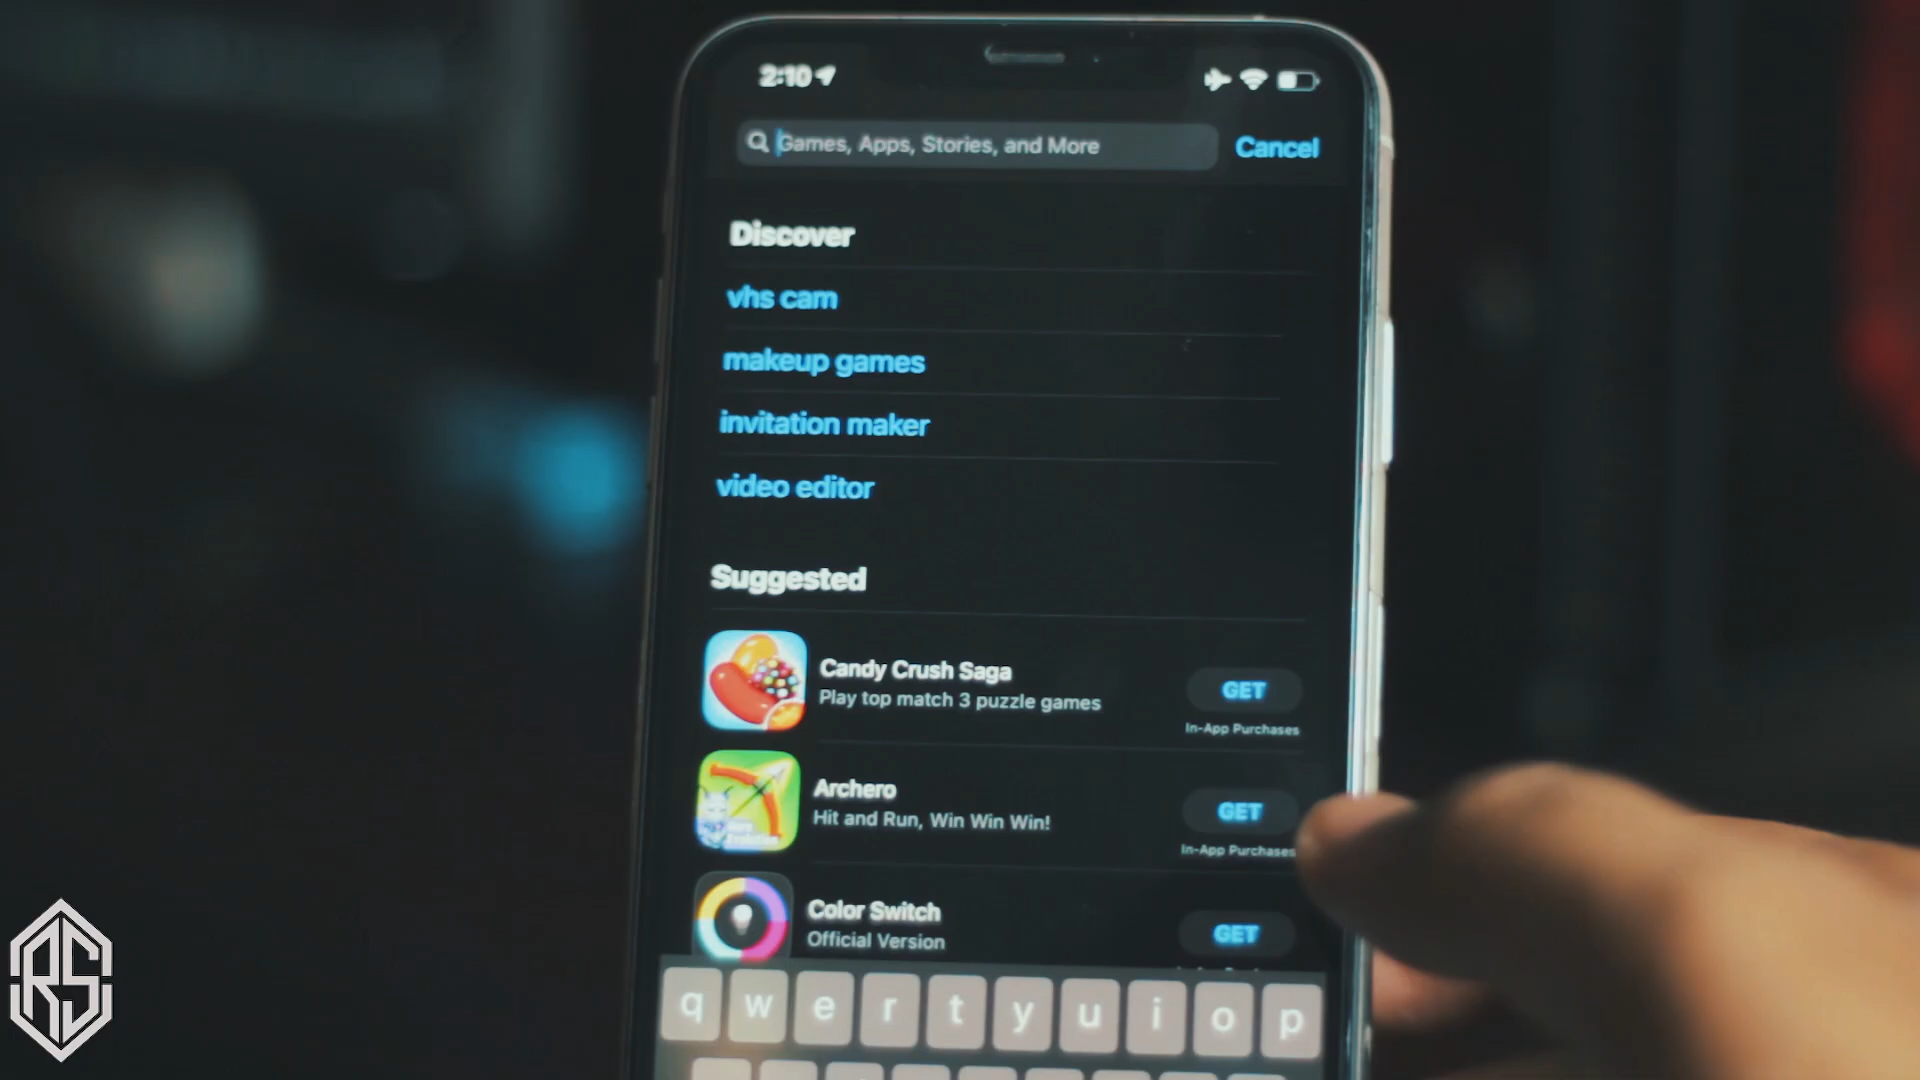 2:10
Games, Apps, Stories, and More
Cancel
Discover
vhs cam
makeup games
invitation maker
video editor
Suggested
Candy Crush Saga
Play top match 3 puzzle games
GET
In-App Purchases
Archero
Hit and Run, Win Win Win!
GET
In-App Purchases
Color Switch
Official Version
GET
q w e r t y u i o p
RS